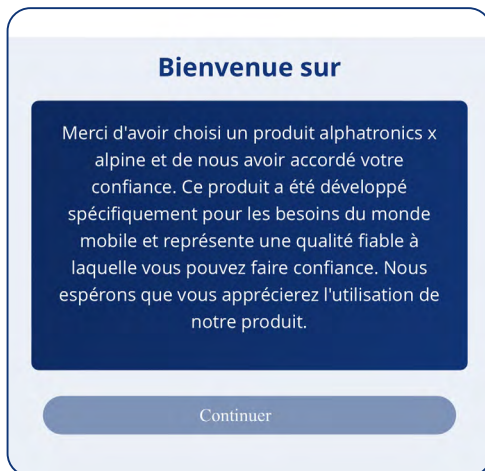 Bienvenue sur
Merci d'avoir choisi un produit alphatronics x
alpine et de nous avoir accordé votre
confiance. Ce produit a été développé
spécifiquement pour les besoins du monde
mobile et représente une qualité fiable à
laquelle vous pouvez faire confiance. Nous
espérons que vous apprécierez l'utilisation de
notre produit.
Continuer